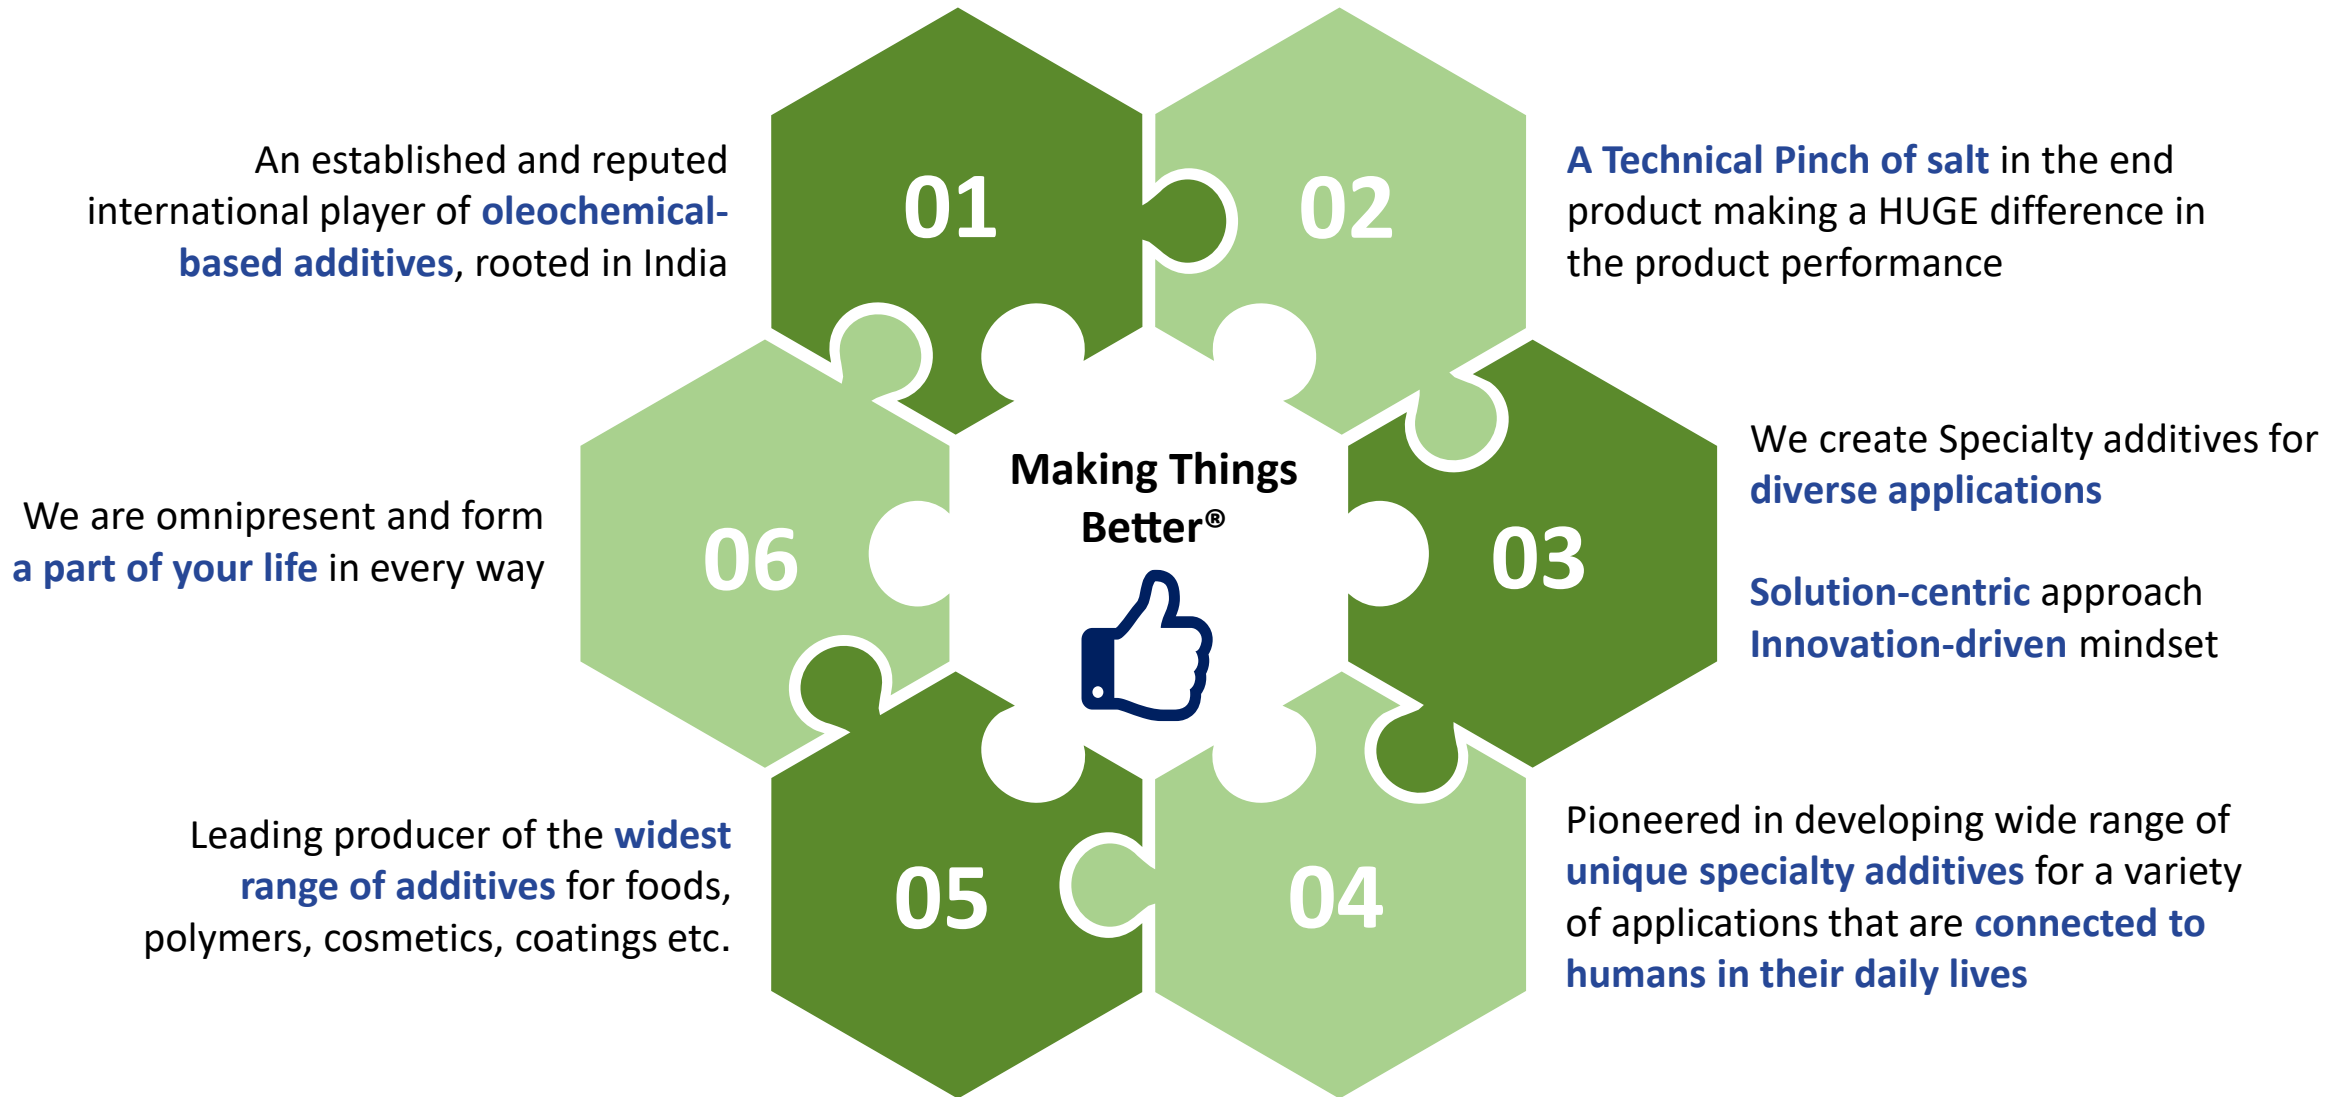 01
An established and reputed
international player of oleochemical-
based additives, rooted in India
02
A Technical Pinch of salt in the end
product making a HUGE difference in
the product performance
03
We create Specialty additives for
diverse applications
Solution-centric approach
Innovation-driven mindset
04
Pioneered in developing wide range of
unique specialty additives for a variety
of applications that are connected to
humans in their daily lives
05
Leading producer of the widest
range of additives for foods,
polymers, cosmetics, coatings etc.
06
We are omnipresent and form
a part of your life in every way
Making Things
Better®